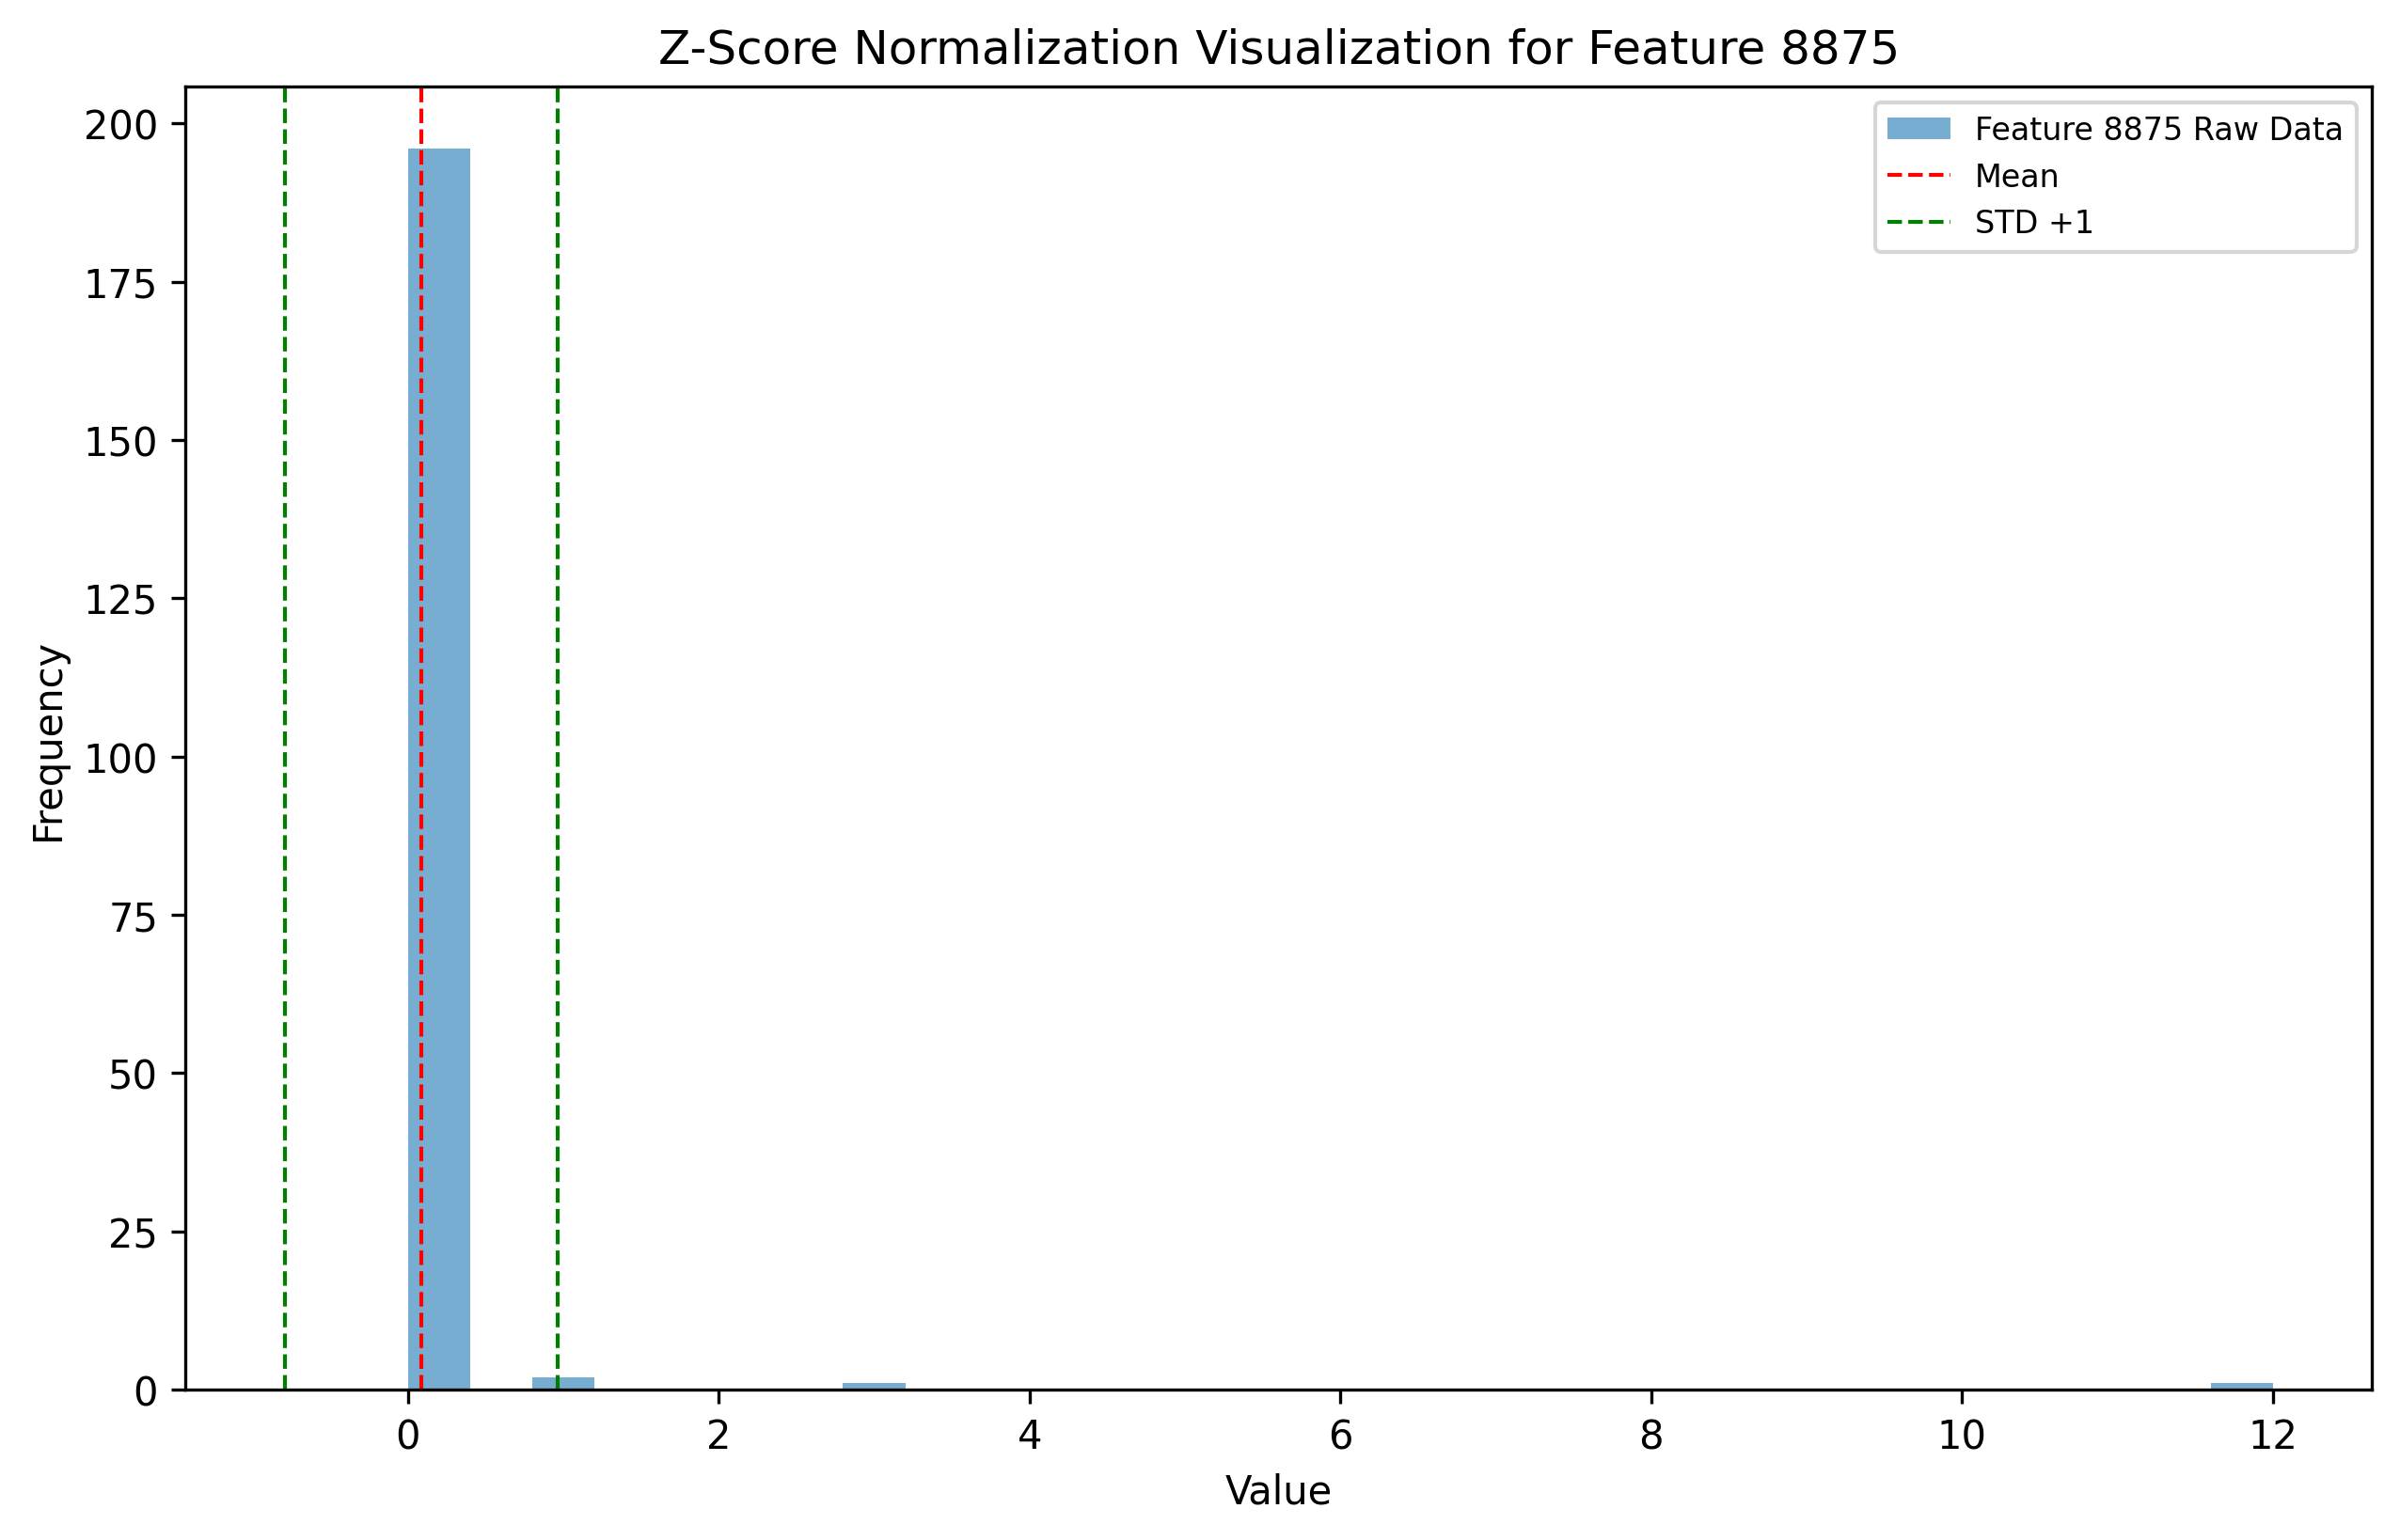 Z-Score Normalization Visualization for Feature 8875
Feature 8875 Raw Data
Mean
STD +1
200
175
150
125
100
75
50
25
0
Frequency
0 2 4 6 8 10 12
Value